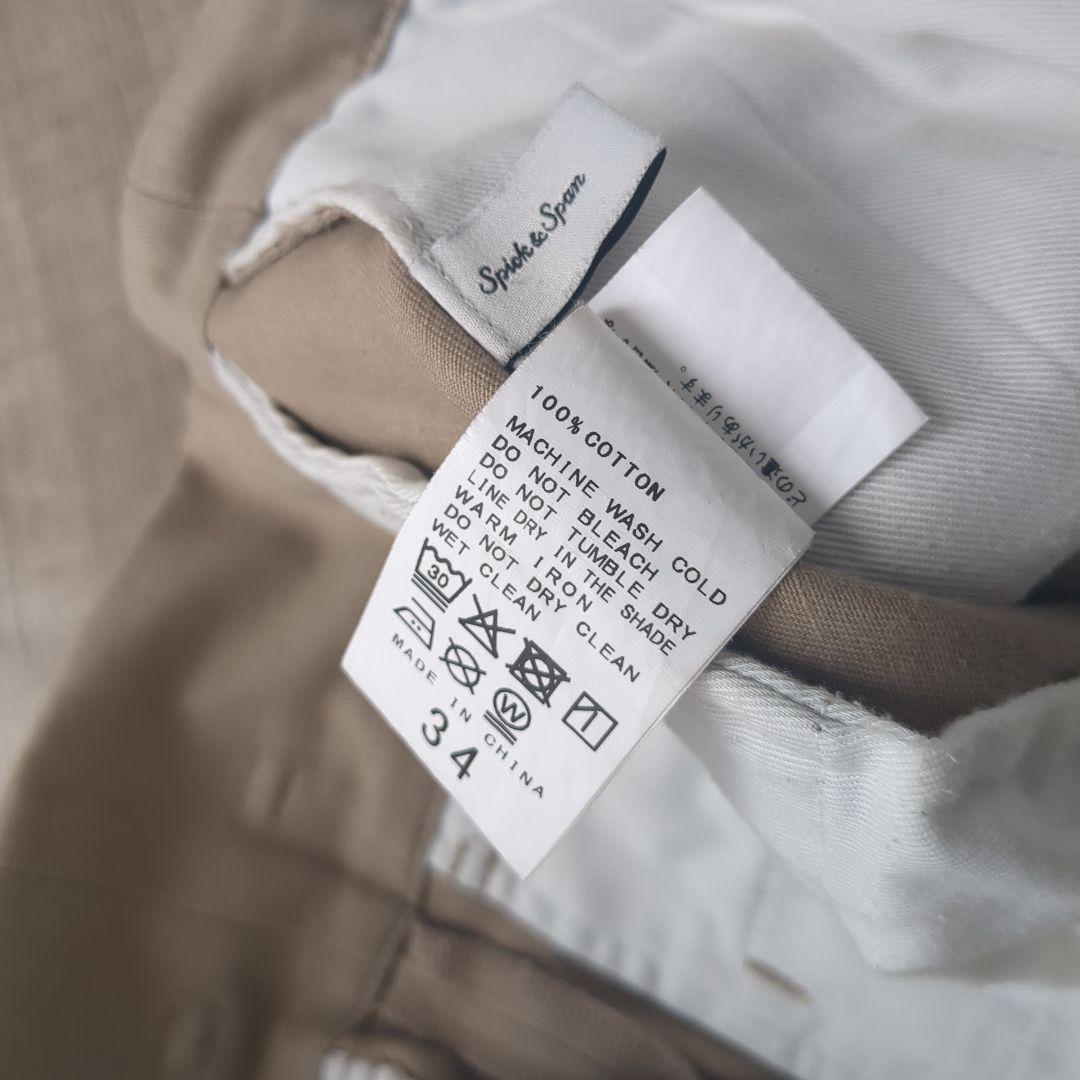 Spick & Span
100% COTTON
MACHINE WASH COLD
DO NOT BLEACH
DO NOT TUMBLE DRY
LINE DRY IN THE SHADE
WARM IRON
DO NOT DRY CLEAN
WET CLEAN
30
W
MADE IN CHINA
34